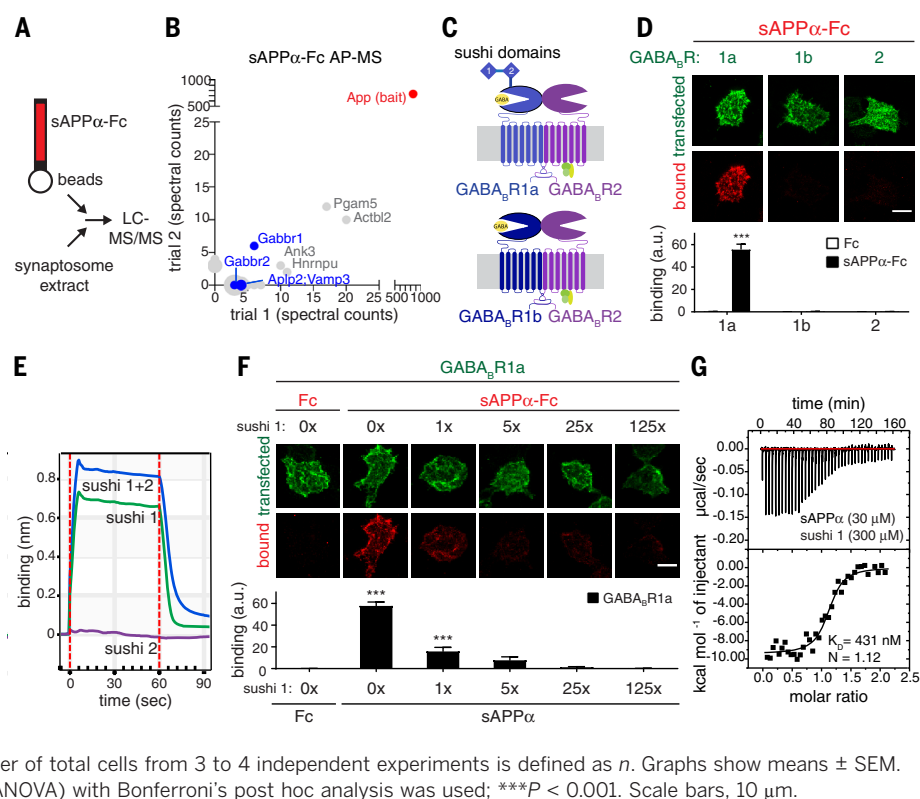 A
sAPPα-Fc
beads
LC-
MS/MS
synaptosome
extract
B
sAPPα-Fc AP-MS
trial 2 (spectral counts)
1000
500
25
20
15
10
5
0
App (bait)
Pgam5
Actbl2
Gabbr1
Ank3
Gabbr2
Hnrnpu
Aplp2;Vamp3
0 5 10 15 20 25 500 1000
trial 1 (spectral counts)
C
sushi domains
1 2
GABA
GABABR1a GABABR2
GABA
GABABR1b GABABR2
D
sAPPα-Fc
GABABR: 1a 1b 2
transfected
bound
binding (a.u.)
60
40
20
0
***
Fc
sAPPα-Fc
1a 1b 2
E
binding (nm)
0.8
0.6
0.4
0.2
0
sushi 1+2
sushi 1
sushi 2
0 30 60 90
time (sec)
F
GABABR1a
Fc sAPPα-Fc
sushi 1: 0x 0x 1x 5x 25x 125x
transfected
bound
binding (a.u.)
60
40
20
0
***
***
GABABR1a
sushi 1: 0x 0x 1x 5x 25x 125x
Fc sAPPα
G
time (min)
0 40 80 120 160
µcal/sec
0.00
-0.05
-0.10
-0.15
-0.20
sAPPα (30 µM)
sushi 1 (300 µM)
kcal mol -1 of injectant
0.00
-2.00
-4.00
-6.00
-8.00
10.00
KD= 431 nM
N = 1.12
0.0 0.5 1.0 1.5 2.0 2.5
molar ratio
er of total cells from 3 to 4 independent experiments is defined as n. Graphs show means ± SEM.
ANOVA) with Bonferroni's post hoc analysis was used; ***P < 0.001. Scale bars, 10 µm.